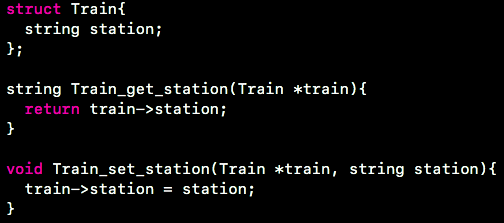 struct Train{
  string station;
};

string Train_get_station(Train *train){
  return train->station;
}

void Train_set_station(Train *train, string station){
  train->station = station;
}